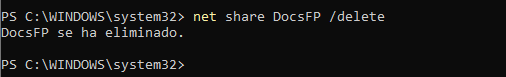 PS C:\WINDOWS\system32> net share DocsFP /delete
DocsFP se ha eliminado.
PS C:\WINDOWS\system32>